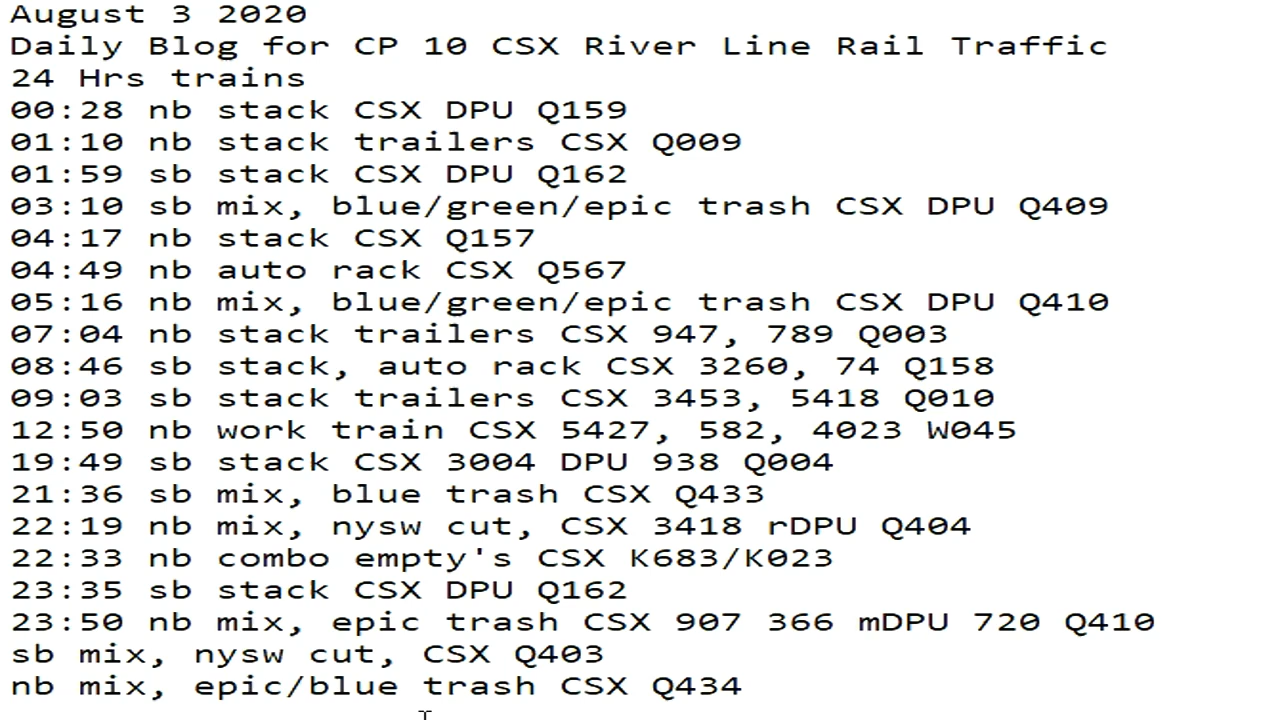 August 3 2020
Daily Blog for CP 10 CSX River Line Rail Traffic
24 Hrs trains
00:28 nb stack CSX DPU Q159
01:10 nb stack trailers CSX Q009
01:59 sb stack CSX DPU Q162
03:10 sb mix, blue/green/epic trash CSX DPU Q409
04:17 nb stack CSX Q157
04:49 nb auto rack CSX Q567
05:16 nb mix, blue/green/epic trash CSX DPU Q410
07:04 nb stack trailers CSX 947, 789 Q003
08:46 sb stack, auto rack CSX 3260, 74 Q158
09:03 sb stack trailers CSX 3453, 5418 Q010
12:50 nb work train CSX 5427, 582, 4023 W045
19:49 sb stack CSX 3004 DPU 938 Q004
21:36 sb mix, blue trash CSX Q433
22:19 nb mix, nysw cut, CSX 3418 rDPU Q404
22:33 nb combo empty's CSX K683/K023
23:35 sb stack CSX DPU Q162
23:50 nb mix, epic trash CSX 907 366 mDPU 720 Q410
sb mix, nysw cut, CSX Q403
nb mix, epic/blue trash CSX Q434